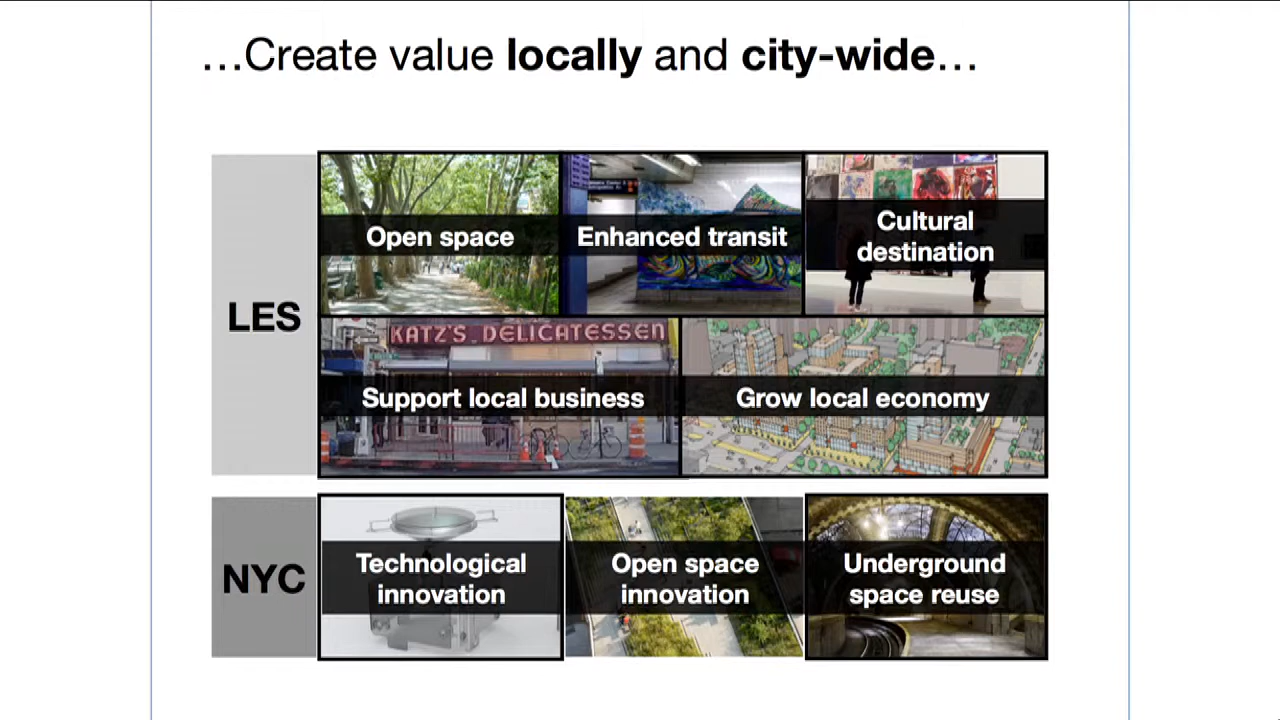 …Create value locally and city-wide…
LES
Open space
Enhanced transit
Cultural
destination
KATZ'S DELICATESSEN
Support local business
Grow local economy
NYC
Technological
innovation
Open space
innovation
Underground
space reuse